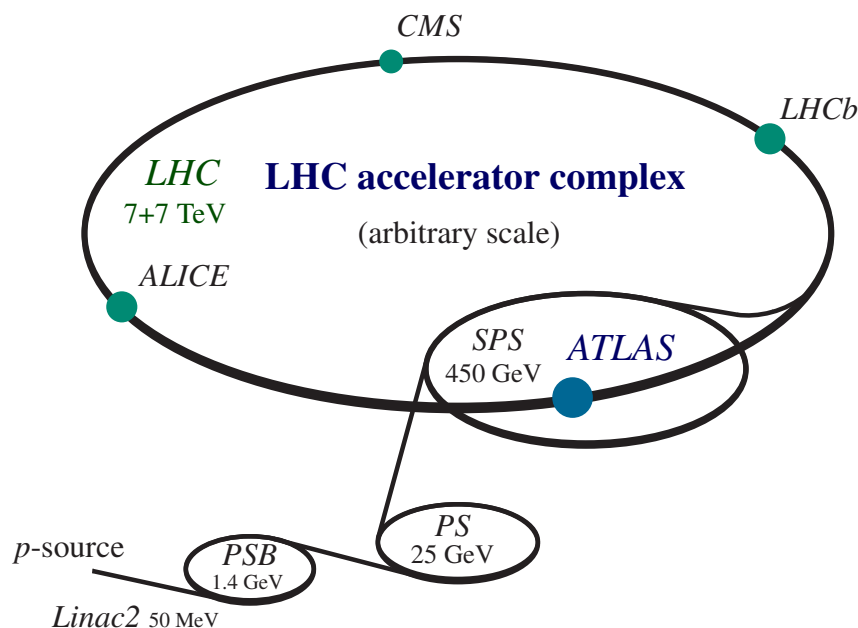 CMS
LHCb
LHC
7+7 TeV
LHC accelerator complex
(arbitrary scale)
ALICE
SPS
450 GeV
ATLAS
PS
25 GeV
p-source
PSB
1.4 GeV
Linac2 50 MeV